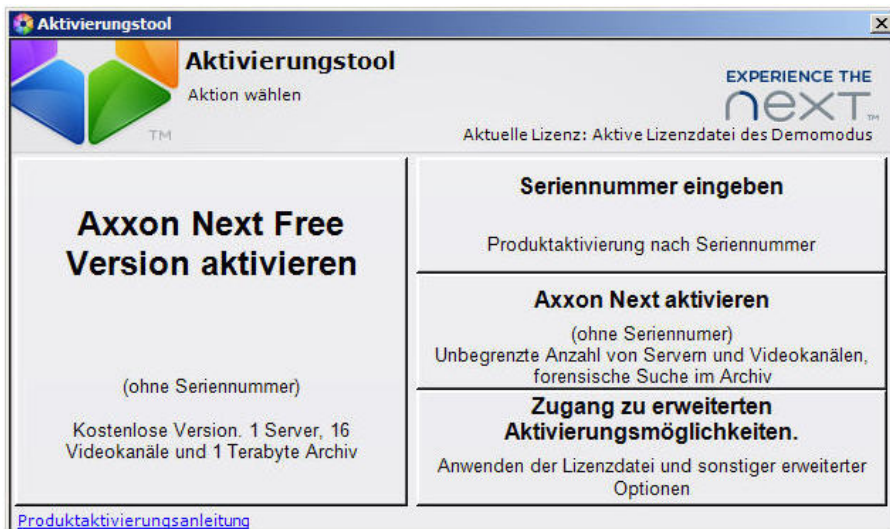 Aktivierungstool
Aktivierungstool
Aktion wählen
TM
EXPERIENCE THE
next™
Aktuelle Lizenz: Aktive Lizenzdatei des Demomodus
Axxon Next Free
Version aktivieren
(ohne Seriennummer)
Kostenlose Version. 1 Server, 16
Videokanäle und 1 Terabyte Archiv
Seriennummer eingeben
Produktaktivierung nach Seriennummer
Axxon Next aktivieren
(ohne Seriennumer)
Unbegrenzte Anzahl von Servern und Videokanälen,
forensische Suche im Archiv
Zugang zu erweiterten
Aktivierungsmöglichkeiten.
Anwenden der Lizenzdatei und sonstiger erweiterter
Optionen
Produktaktivierungsanleitung